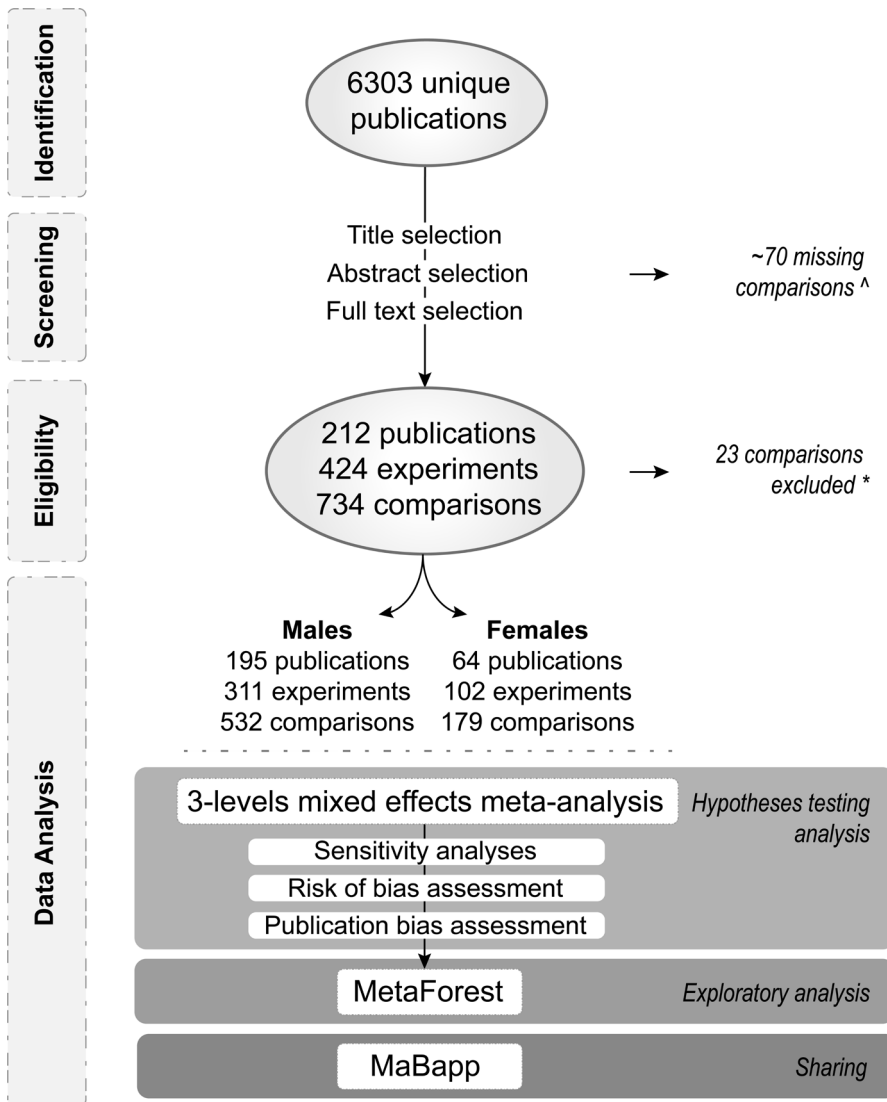 Identification
6303 unique
publications
Screening
Title selection
Abstract selection
Full text selection
~70 missing
comparisons ^
Eligibility
212 publications
424 experiments
734 comparisons
23 comparisons
excluded *
Data Analysis
Males
195 publications
311 experiments
532 comparisons
Females
64 publications
102 experiments
179 comparisons
3-levels mixed effects meta-analysis
Sensitivity analyses
Risk of bias assessment
Publication bias assessment
Hypotheses testing
analysis
MetaForest
Exploratory analysis
MaBapp
Sharing